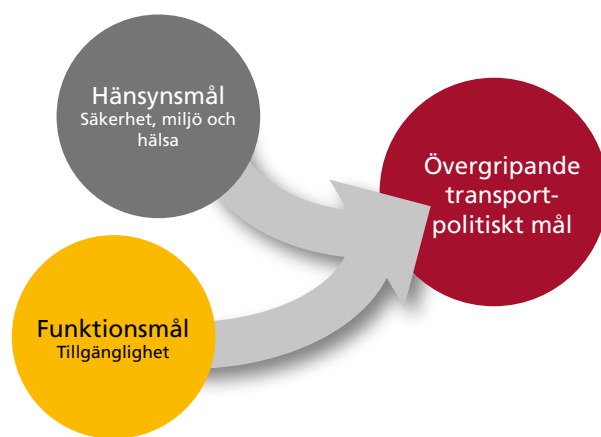 Hänsynsmål
Säkerhet, miljö och
hälsa
Övergripande
transport-
politiskt mål
Funktionsmål
Tillgänglighet